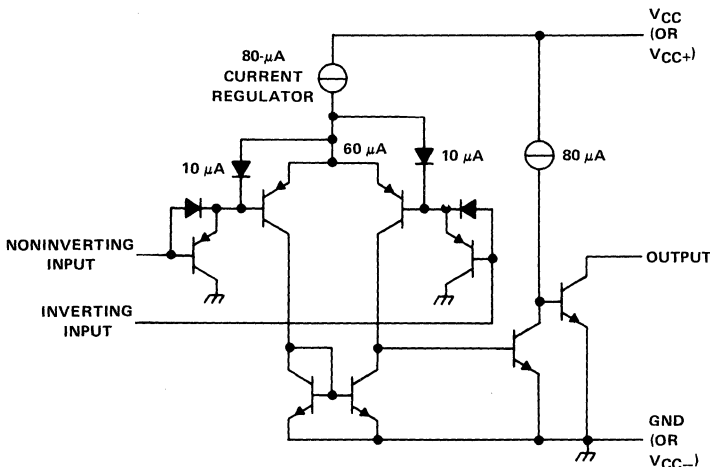 VCC
(OR
VCC+)
80-μA
CURRENT
REGULATOR
60 μA
10 μA
10 μA
80 μA
NONINVERTING
INPUT
OUTPUT
INVERTING
INPUT
GND
(OR
VCC–)